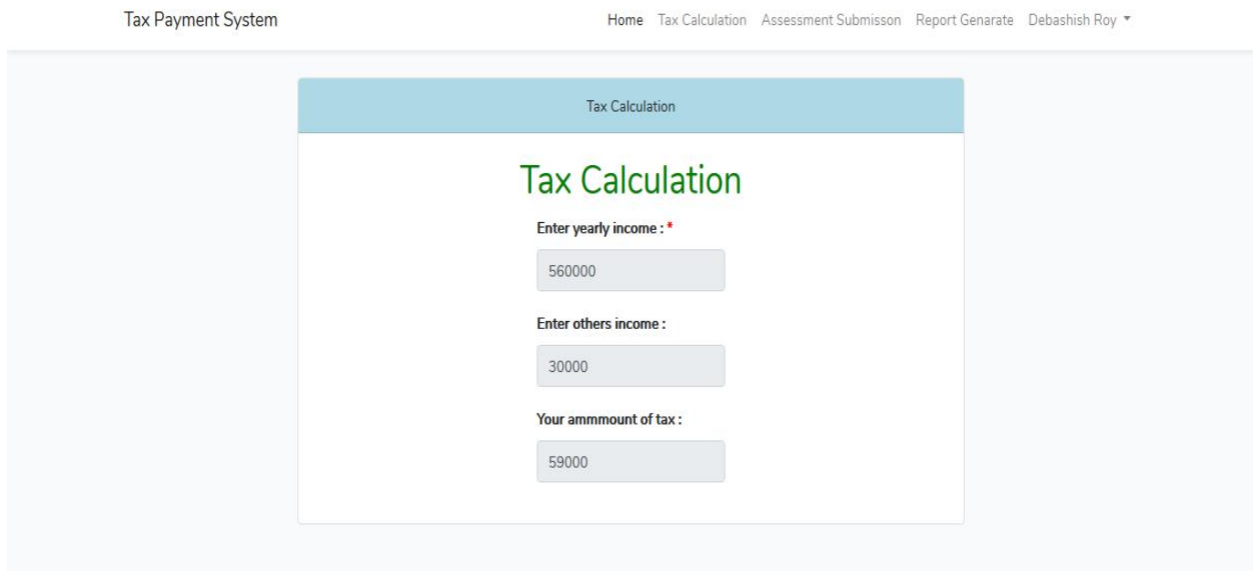 Tax Payment System Home Tax Calculation Assessment Submisson Report Genarate Debashish Roy
Tax Calculation
Tax Calculation
Enter yearly income : *
560000
Enter others income :
30000
Your ammmount of tax :
59000